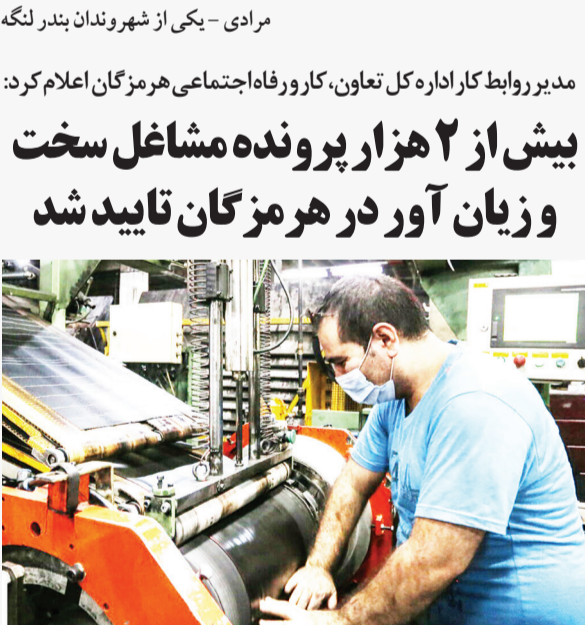 مرادی - یکی از شهروندان بندر لنگه
مدیر روابط کار اداره کل تعاون، کار و رفاه اجتماعی هرمزگان اعلام کرد:
بیش از ۲ هزار پرونده مشاغل سخت
و زیان آور در هرمزگان تایید شد